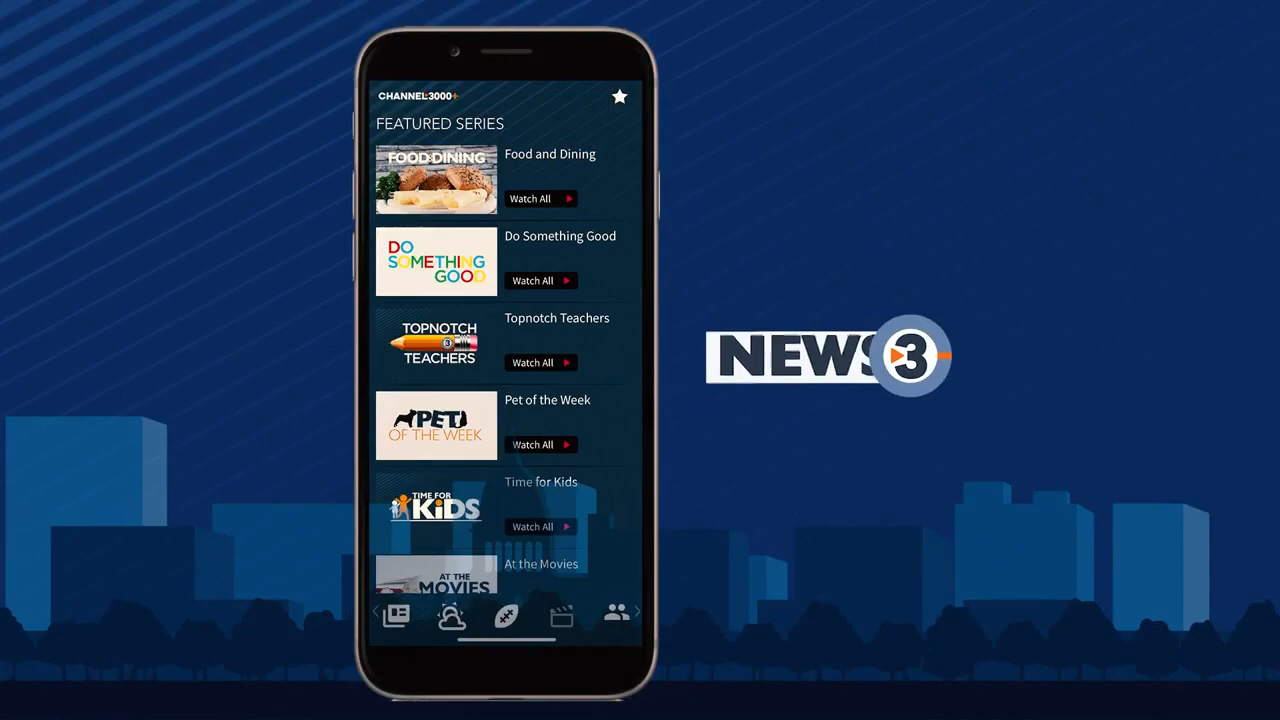 CHANNEL3000+
FEATURED SERIES
FOOD DINING
Food and Dining
Watch All
DO
SOMETHING
GOOD
Do Something Good
Watch All
TOPNOTCH
3
TEACHERS
Topnotch Teachers
Watch All
PET
OF THE WEEK
Pet of the Week
Watch All
TIME FOR
KiDS
Time for Kids
Watch All
AT THE
MOVIES
At the Movies
NEWS 3